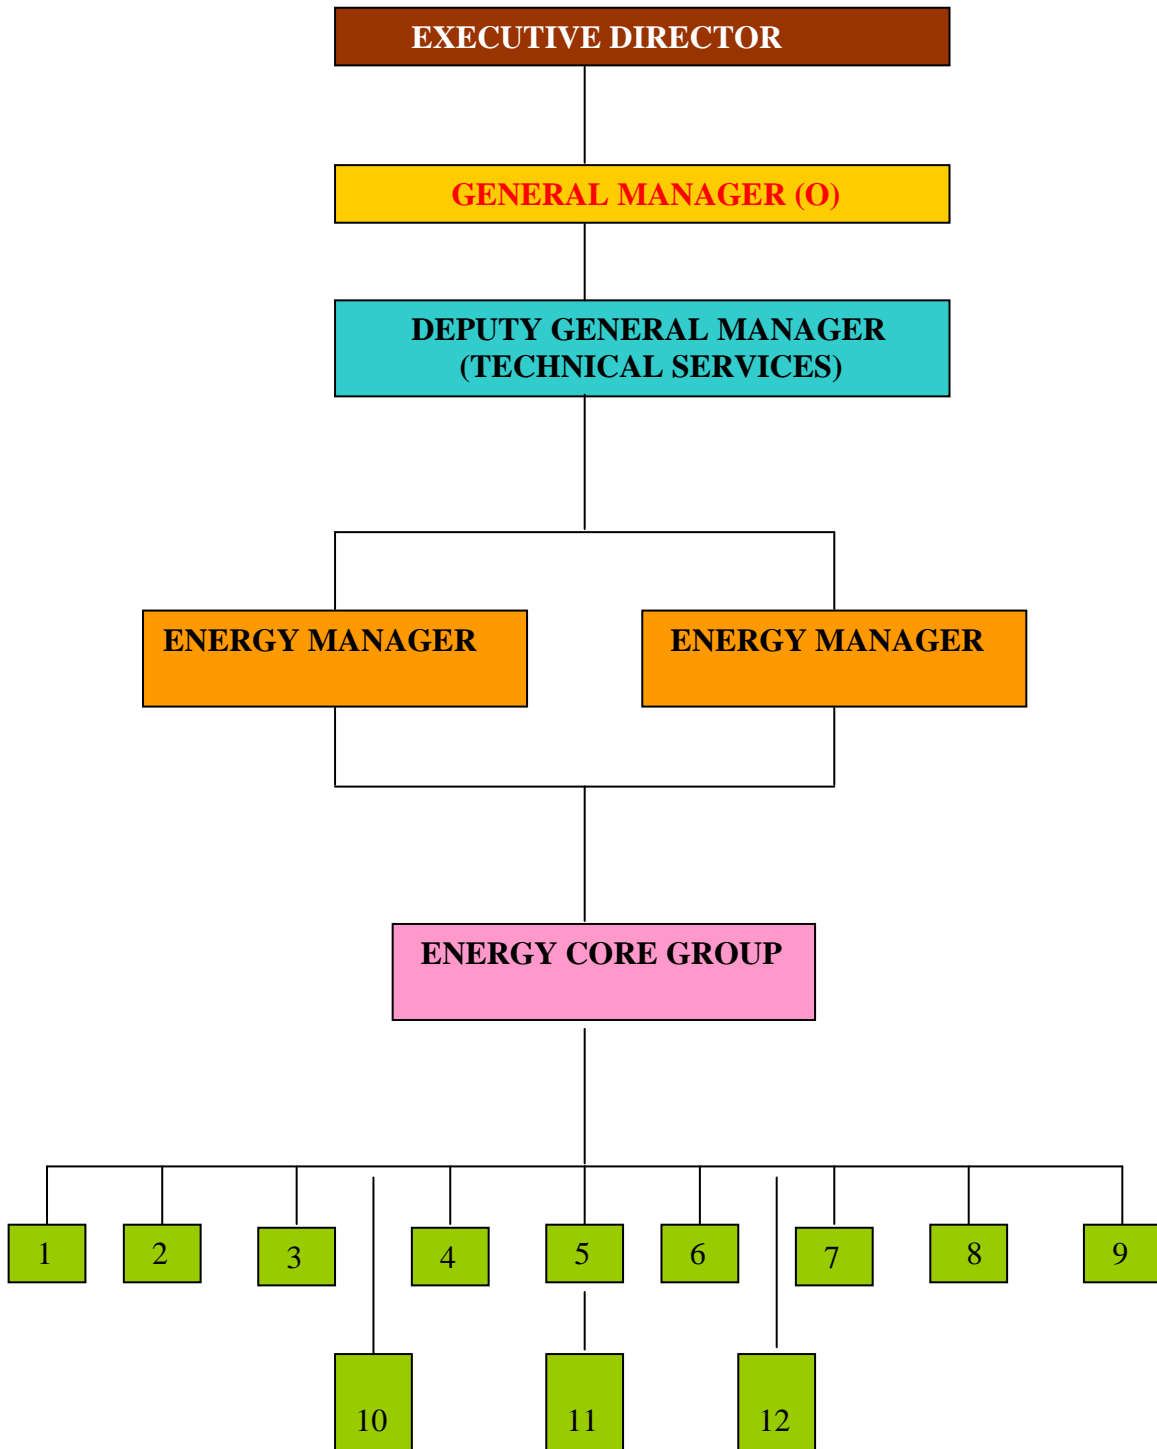 EXECUTIVE DIRECTOR
GENERAL MANAGER (O)
DEPUTY GENERAL MANAGER
(TECHNICAL SERVICES)
ENERGY MANAGER
ENERGY MANAGER
ENERGY CORE GROUP
1
2
3
4
5
6
7
8
9
10
11
12